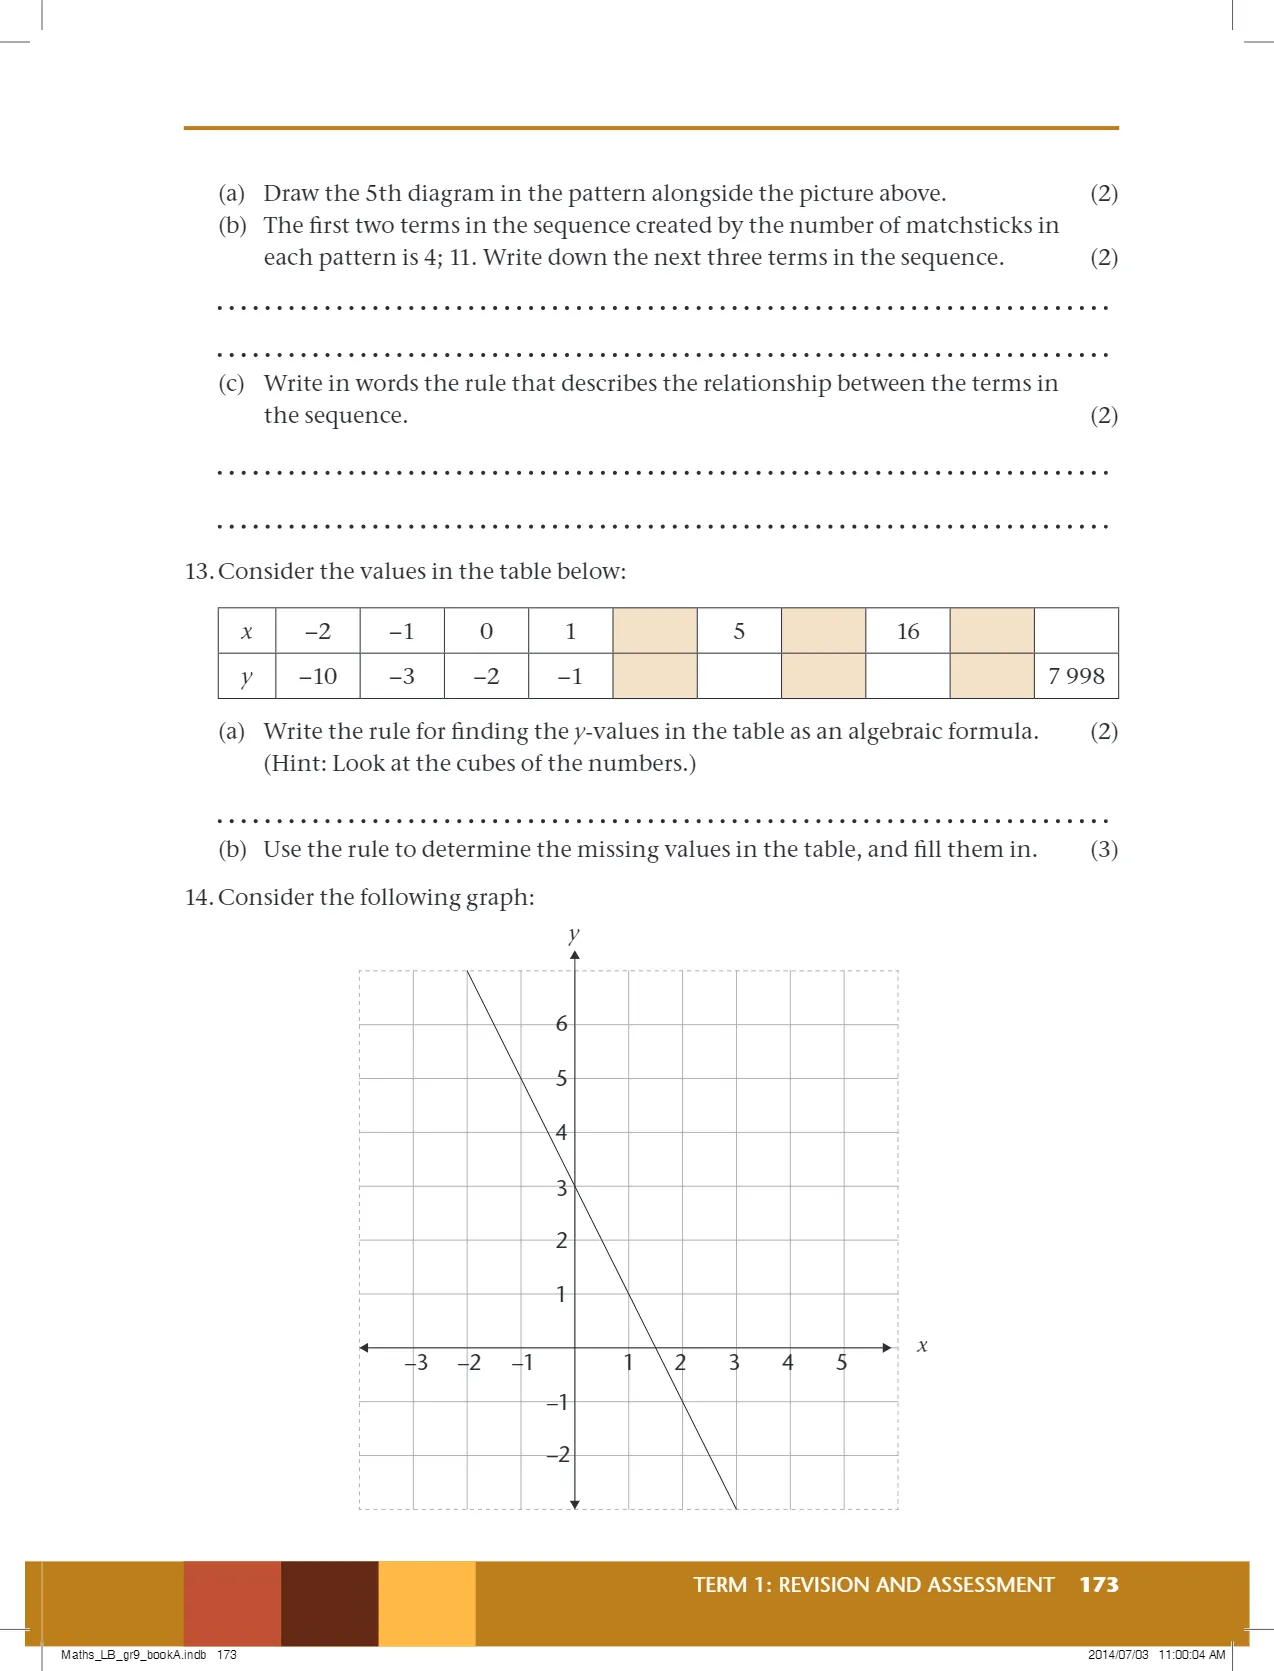 (a) Draw the 5th diagram in the pattern alongside the picture above. (2)
(b) The first two terms in the sequence created by the number of matchsticks in
each pattern is 4; 11. Write down the next three terms in the sequence. (2)
(c) Write in words the rule that describes the relationship between the terms in
the sequence. (2)
13. Consider the values in the table below:
x –2 –1 0 1 5 16
y –10 –3 –2 –1 7 998
(a) Write the rule for finding the y-values in the table as an algebraic formula. (2)
(Hint: Look at the cubes of the numbers.)
(b) Use the rule to determine the missing values in the table, and fill them in. (3)
14. Consider the following graph:
y
6
5
4
3
2
1
x
–3 –2 –1 1 2 3 4 5
–1
–2
TERM 1: REVISION AND ASSESSMENT 173
Maths_LB_gr9_bookA.indb 173 2014/07/03 11:00:04 AM